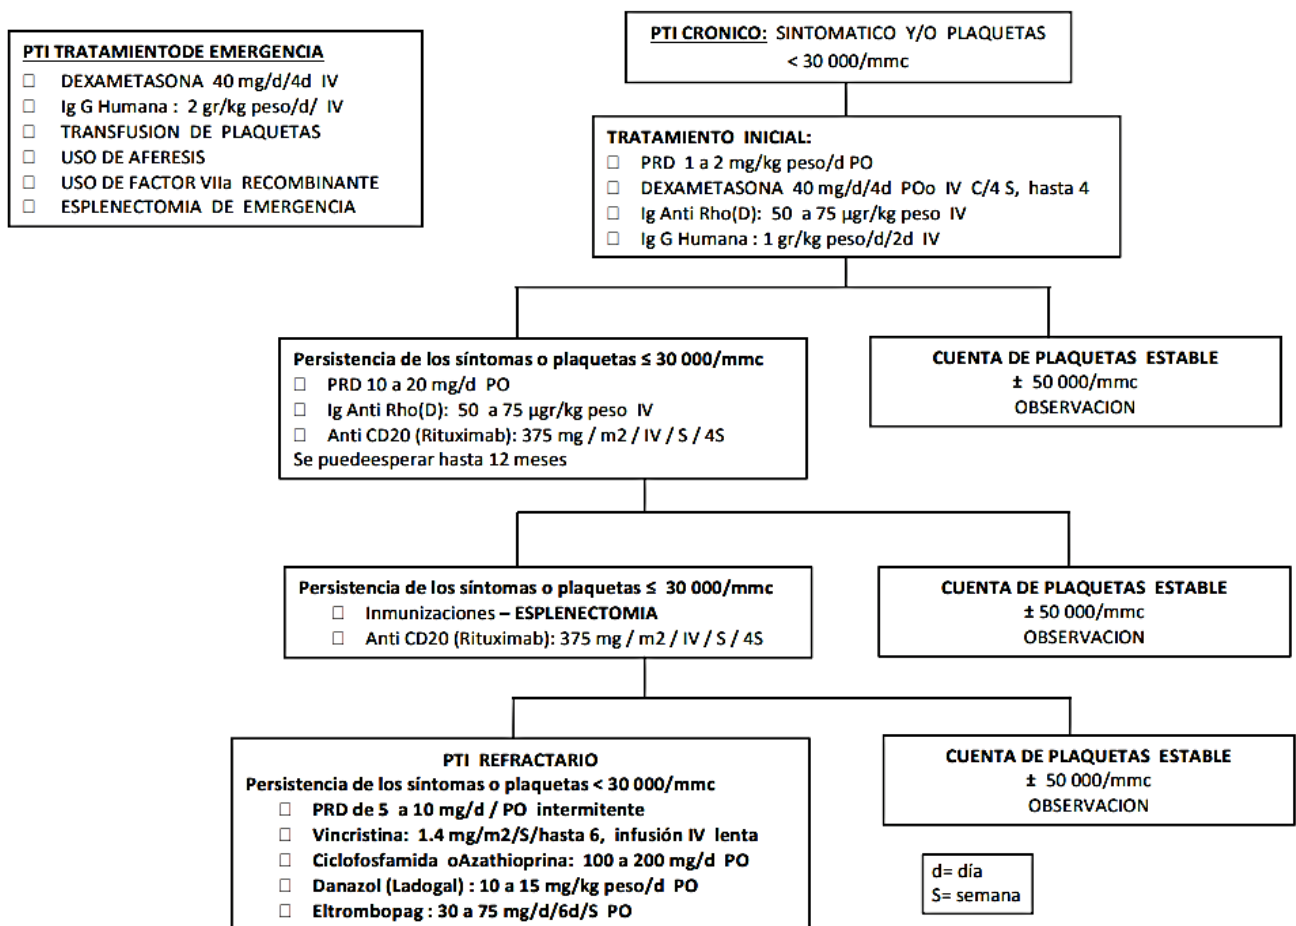 PTI TRATAMIENTODE EMERGENCIA
☐ DEXAMETASONA 40 mg/d/4d IV
☐ Ig G Humana : 2 gr/kg peso/d/ IV
☐ TRANSFUSION DE PLAQUETAS
☐ USO DE AFERESIS
☐ USO DE FACTOR VIIa RECOMBINANTE
☐ ESPLENECTOMIA DE EMERGENCIA
PTI CRONICO: SINTOMATICO Y/O PLAQUETAS
< 30 000/mmc
TRATAMIENTO INICIAL:
☐ PRD 1 a 2 mg/kg peso/d PO
☐ DEXAMETASONA 40 mg/d/4d POo IV C/4 S, hasta 4
☐ Ig Anti Rho(D): 50 a 75 µgr/kg peso IV
☐ Ig G Humana : 1 gr/kg peso/d/2d IV
Persistencia de los síntomas o plaquetas ≤ 30 000/mmc
☐ PRD 10 a 20 mg/d PO
☐ Ig Anti Rho(D): 50 a 75 µgr/kg peso IV
☐ Anti CD20 (Rituximab): 375 mg / m2 / IV / S / 4S
Se puedeesperar hasta 12 meses
CUENTA DE PLAQUETAS ESTABLE
± 50 000/mmc
OBSERVACION
Persistencia de los síntomas o plaquetas ≤ 30 000/mmc
☐ Inmunizaciones – ESPLENECTOMIA
☐ Anti CD20 (Rituximab): 375 mg / m2 / IV / S / 4S
CUENTA DE PLAQUETAS ESTABLE
± 50 000/mmc
OBSERVACION
PTI REFRACTARIO
Persistencia de los síntomas o plaquetas < 30 000/mmc
☐ PRD de 5 a 10 mg/d / PO intermitente
☐ Vincristina: 1.4 mg/m2/S/hasta 6, infusión IV lenta
☐ Ciclofosfamida oAzathioprina: 100 a 200 mg/d PO
☐ Danazol (Ladogal) : 10 a 15 mg/kg peso/d PO
☐ Eltrombopag : 30 a 75 mg/d/6d/S PO
CUENTA DE PLAQUETAS ESTABLE
± 50 000/mmc
OBSERVACION
d= día
S= semana